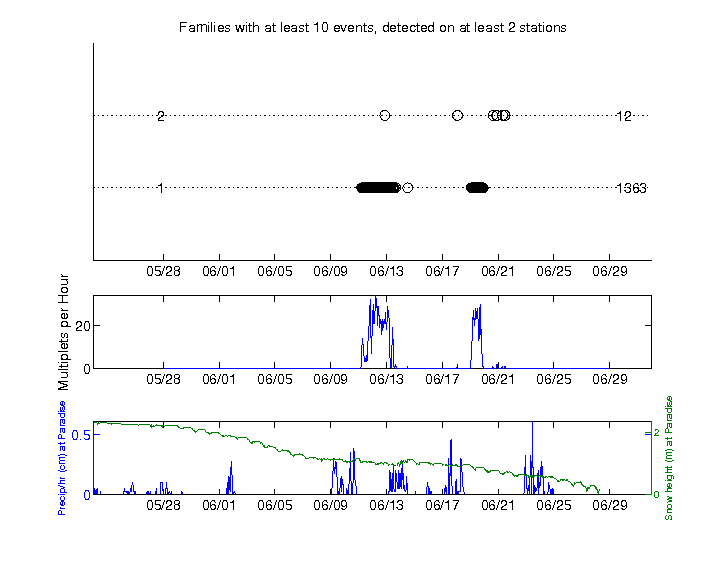 Families with at least 10 events, detected on at least 2 stations
2 12
1 1363
05/28 06/01 06/05 06/09 06/13 06/17 06/21 06/25 06/29
Multiplets per Hour
20
0
05/28 06/01 06/05 06/09 06/13 06/17 06/21 06/25 06/29
Precip/hr (cm) at Paradise
0.5
0
2
0
Snow height (m) at Paradise
05/28 06/01 06/05 06/09 06/13 06/17 06/21 06/25 06/29